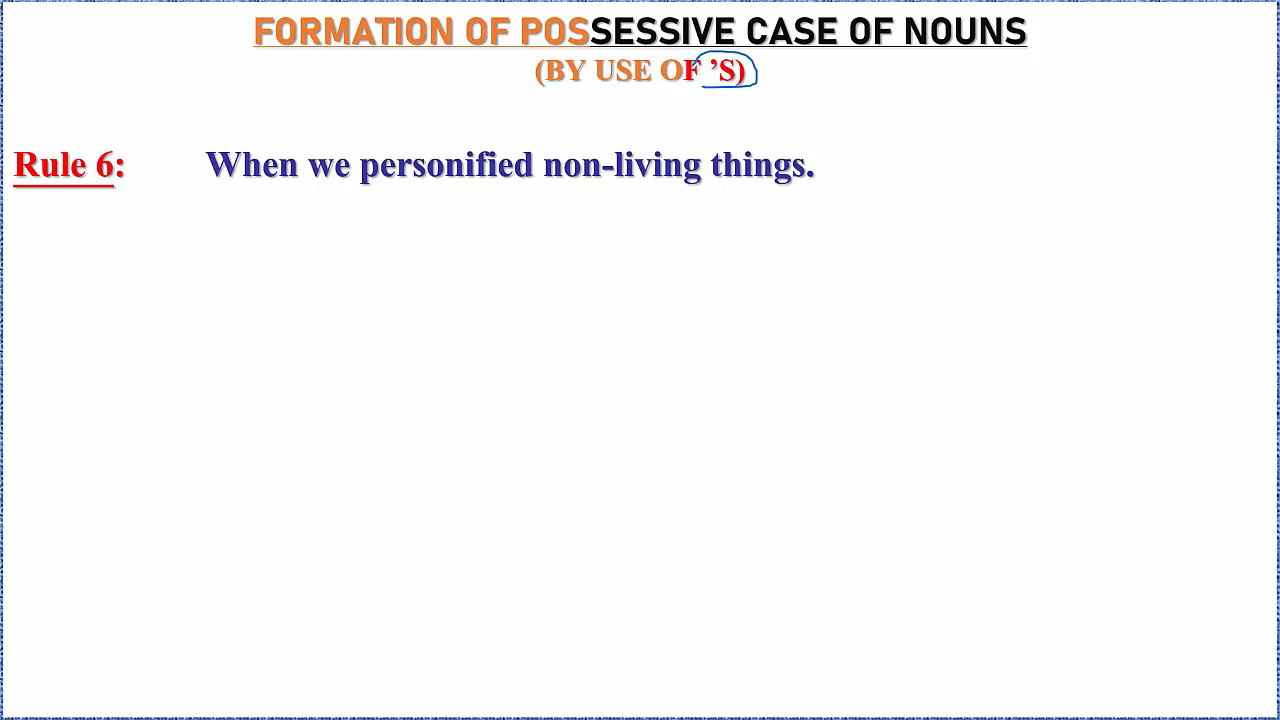 FORMATION OF POSSESSIVE CASE OF NOUNS
(BY USE OF ’S)
Rule 6: When we personified non-living things.